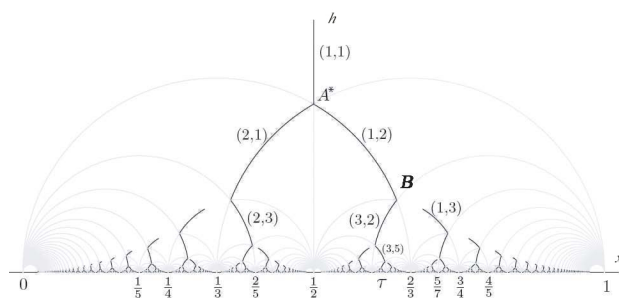 h
(1,1)
A*
(2,1) (1,2)
B
(2,3) (3,2) (1,3)
(3,5)
0 1/5 1/4 1/3 2/5 1/2 τ 2/3 5/7 3/4 4/5 1